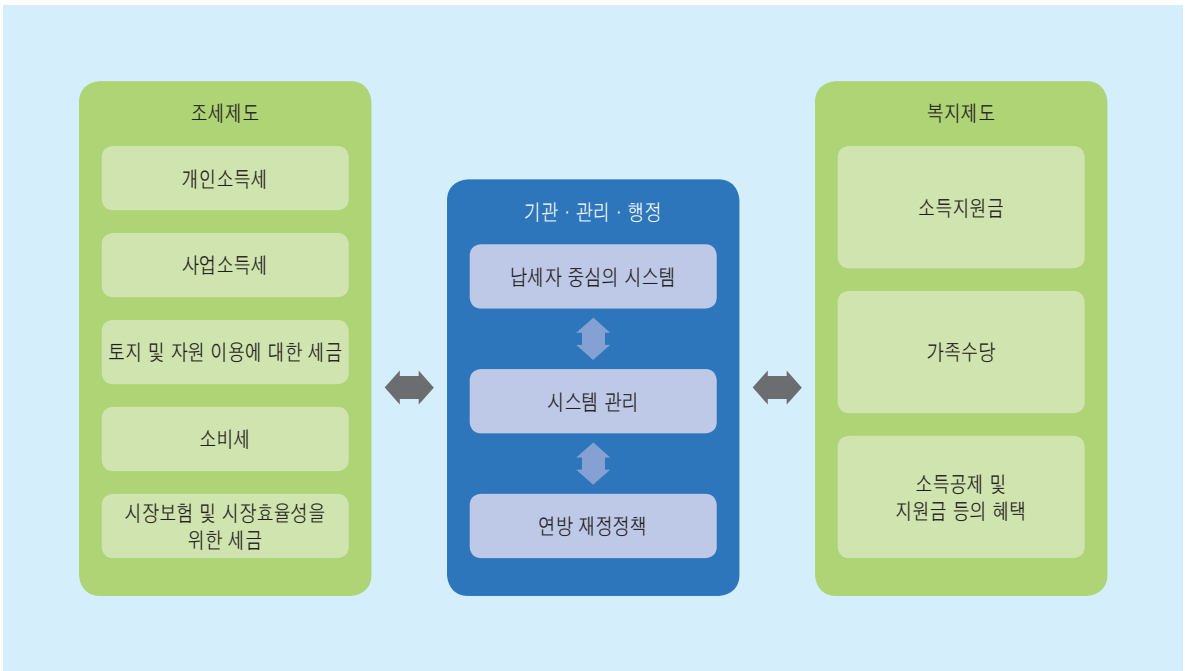 조세제도
개인소득세
사업소득세
토지 및 자원 이용에 대한 세금
소비세
시장보험 및 시장효율성을
위한 세금
기관 · 관리 · 행정
납세자 중심의 시스템
시스템 관리
연방 재정정책
복지제도
소득지원금
가족수당
소득공제 및
지원금 등의 혜택